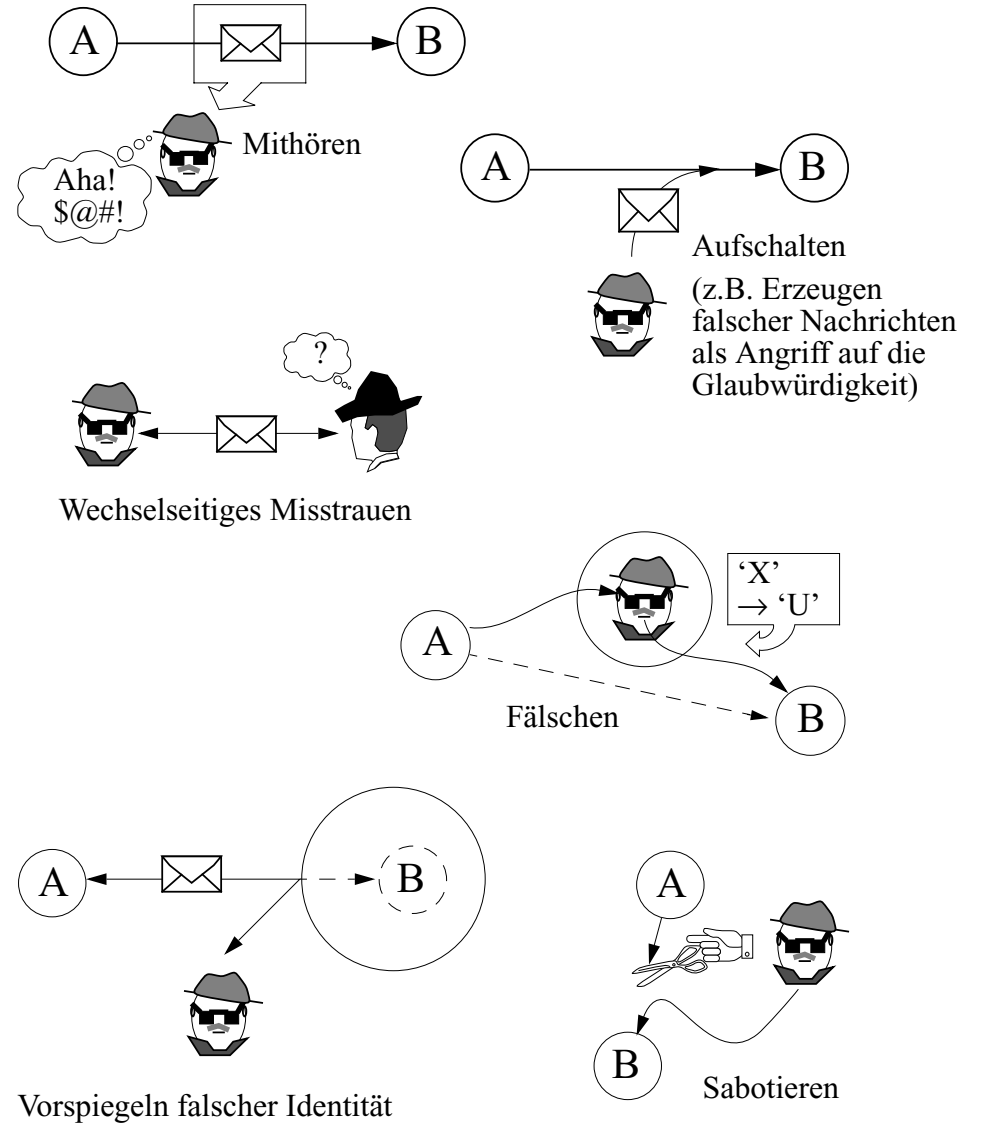 A
B
Mithören
Aha!
$@#!
A
B
Aufschalten
(z.B. Erzeugen
falscher Nachrichten
als Angriff auf die
Glaubwürdigkeit)
?
Wechselseitiges Misstrauen
‘X’
→ ‘U’
A
B
Fälschen
A
B
Vorspiegeln falscher Identität
A
B
Sabotieren